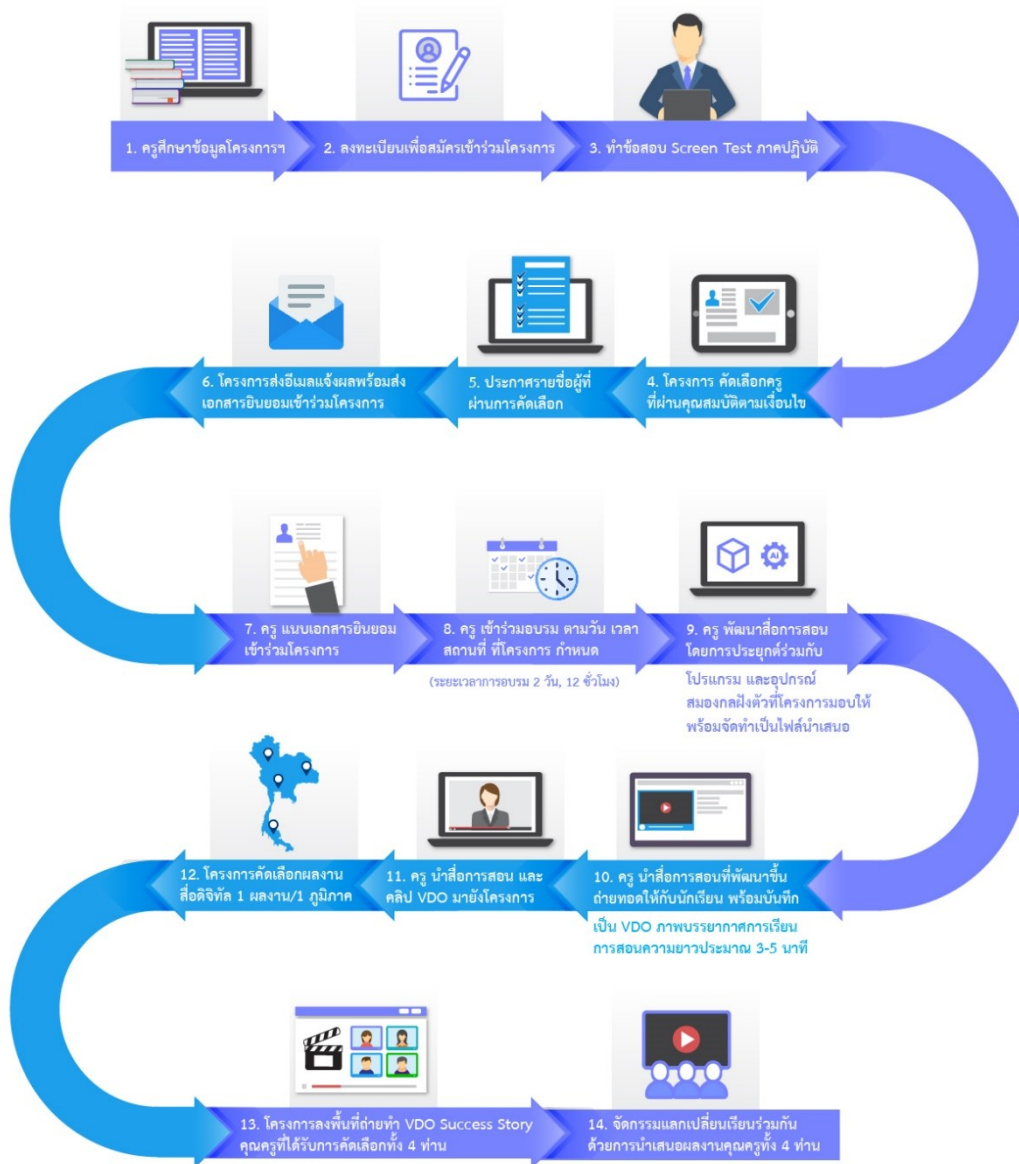 1. ครูศึกษาข้อมูลโครงการฯ
2. ลงทะเบียนเพื่อสมัครเข้าร่วมโครงการ
3. ทำข้อสอบ Screen Test ภาคปฏิบัติ
4. โครงการ คัดเลือกครู
ที่ผ่านคุณสมบัติตามเงื่อนไข
5. ประกาศรายชื่อผู้ที่
ผ่านการคัดเลือก
6. โครงการส่งอีเมลแจ้งผลพร้อมส่ง
เอกสารยินยอมเข้าร่วมโครงการ
7. ครู แนบเอกสารยินยอม
เข้าร่วมโครงการ
8. ครู เข้าร่วมอบรม ตามวัน เวลา
สถานที่ ที่โครงการ กำหนด
(ระยะเวลาการอบรม 2 วัน, 12 ชั่วโมง)
Ai
9. ครู พัฒนาสื่อการสอน
โดยการประยุกต์ร่วมกับ
โปรแกรม และอุปกรณ์
สมองกลฝังตัวที่โครงการมอบให้
พร้อมจัดทำเป็นไฟล์นำเสนอ
10. ครู นำสื่อการสอนที่พัฒนาขึ้น
ถ่ายทอดให้กับนักเรียน พร้อมบันทึก
เป็น VDO ภาพบรรยากาศการเรียน
การสอนความยาวประมาณ 3-5 นาที
11. ครู นำสื่อการสอน และ
คลิป VDO มายังโครงการ
12. โครงการคัดเลือกผลงาน
สื่อดิจิทัล 1 ผลงาน/1 ภูมิภาค
13. โครงการลงพื้นที่ถ่ายทำ VDO Success Story
คุณครูที่ได้รับการคัดเลือกทั้ง 4 ท่าน
14. จัดกรรมแลกเปลี่ยนเรียนร่วมกัน
ด้วยการนำเสนอผลงานคุณครูทั้ง 4 ท่าน